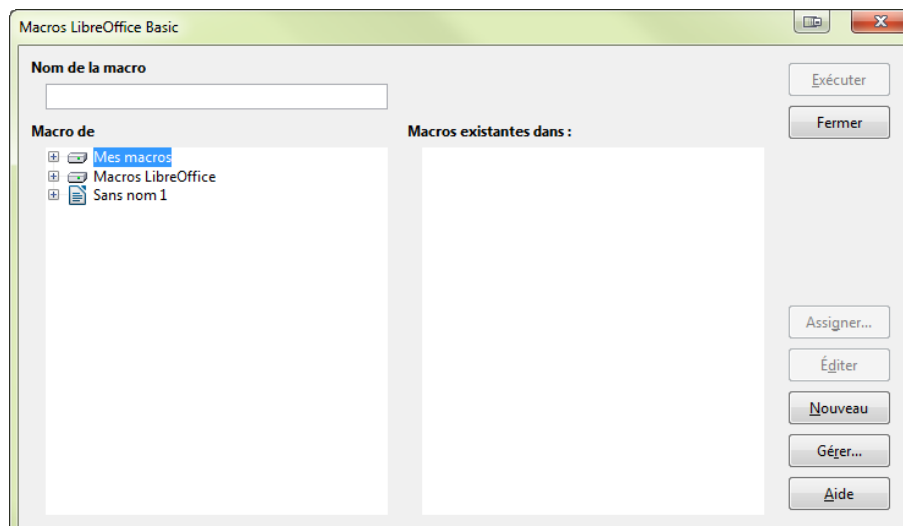 Macros LibreOffice Basic
Nom de la macro
Exécuter
Fermer
Macro de
Macros existantes dans :
Mes macros
Macros LibreOffice
Sans nom 1
Assigner...
Éditer
Nouveau
Gérer...
Aide